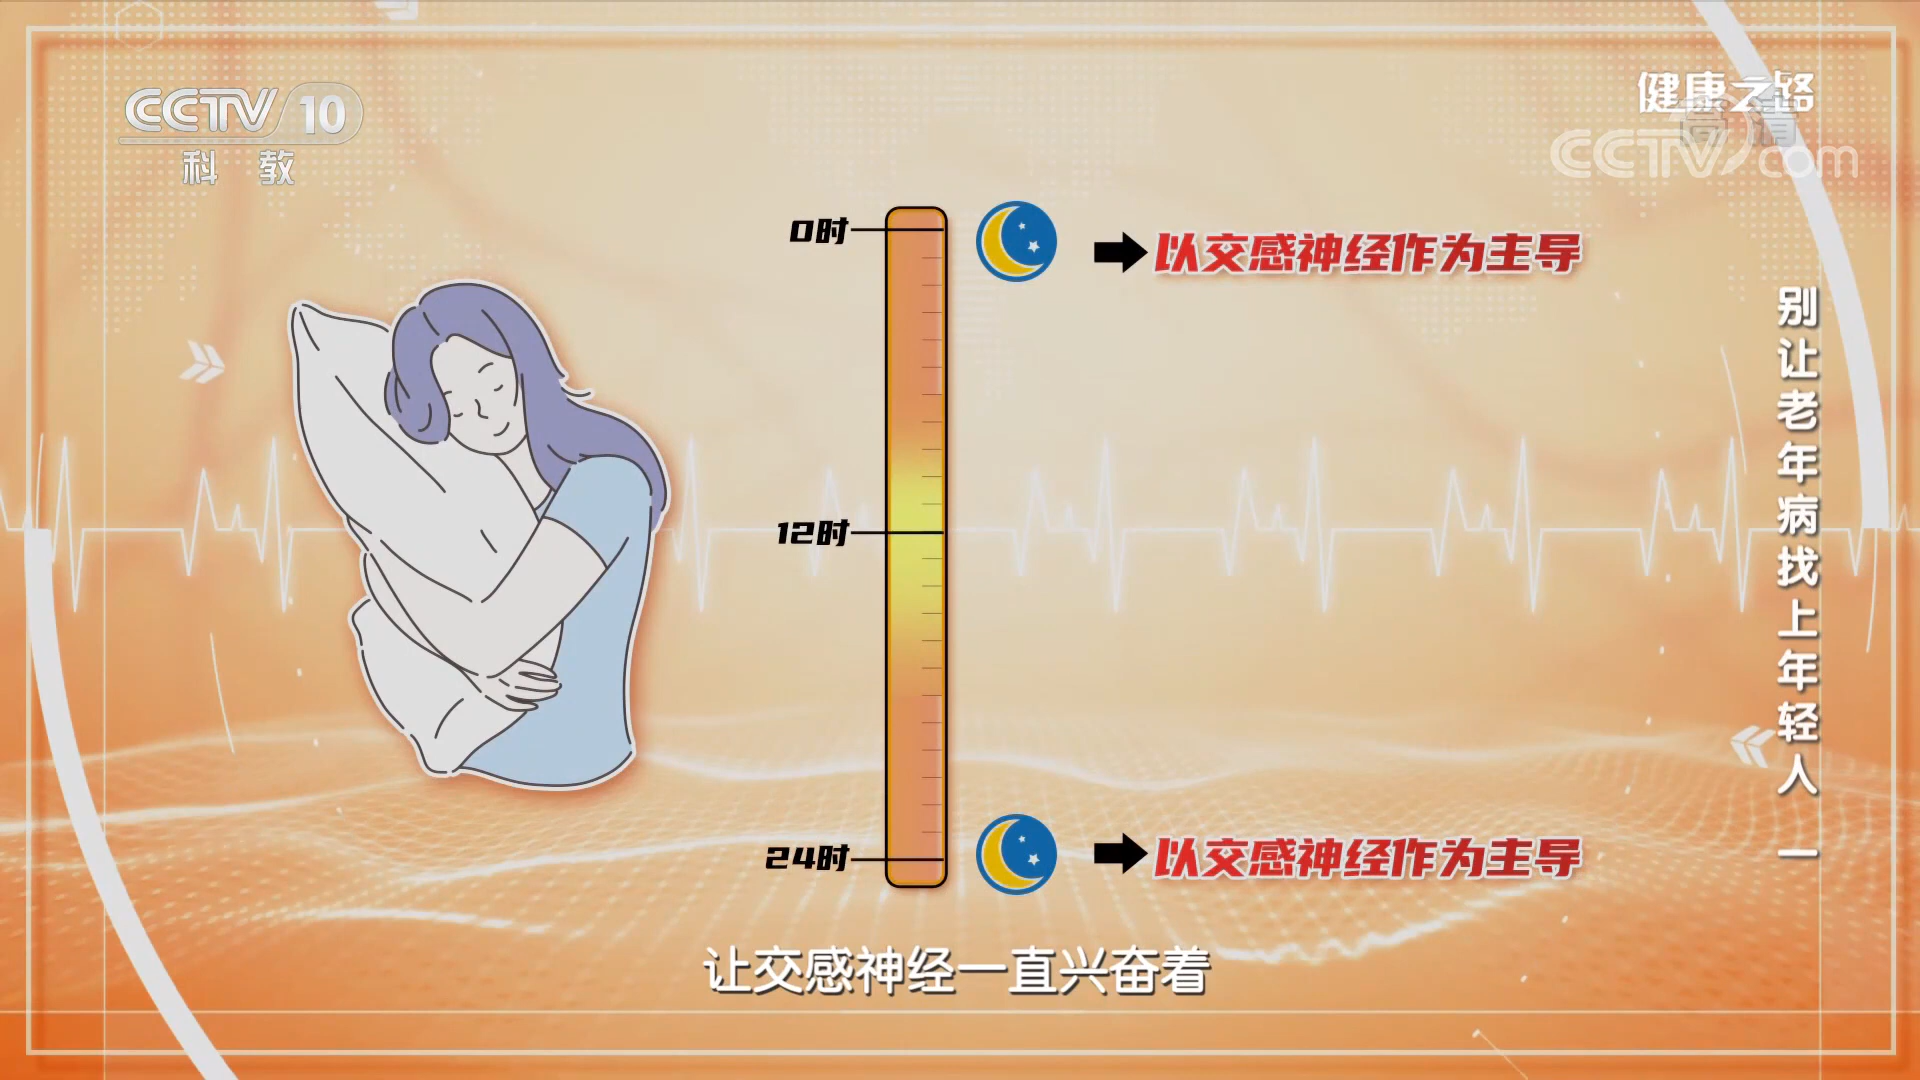 CCTV 10
科 教
健康之路
高清
CCTV.com
0时
以交感神经作为主导
12时
24时
以交感神经作为主导
别让老年病找上年轻人 一
让交感神经一直兴奋着